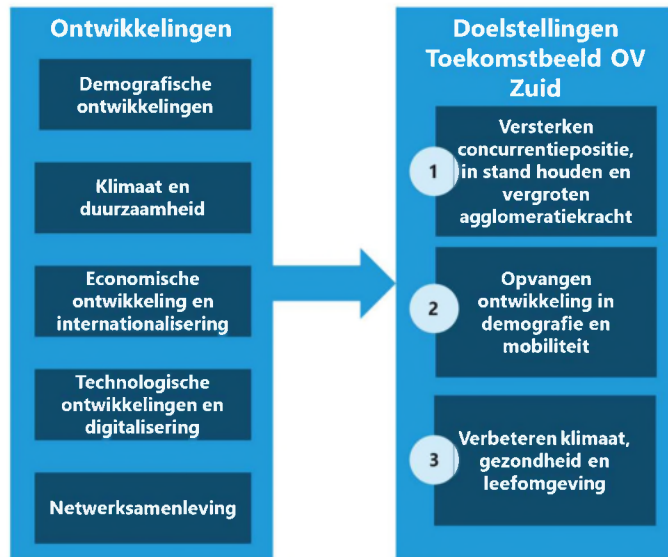 Ontwikkelingen
Demografische
ontwikkelingen
Klimaat en
duurzaamheid
Economische
ontwikkeling en
internationalisering
Technologische
ontwikkelingen en
digitalisering
Netwerksamenleving
Doelstellingen
Toekomstbeeld OV
Zuid
1
Versterken
concurrentiepositie,
in stand houden en
vergroten
agglomeratiekracht
2
Opvangen
ontwikkeling in
demografie en
mobiliteit
3
Verbeteren klimaat,
gezondheid en
leefomgeving